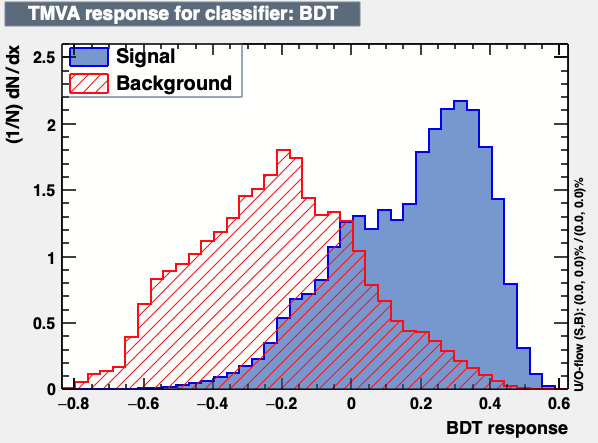 TMVA response for classifier: BDT
(1/N) dN / dx
2.5
2
1.5
1
0.5
0
Signal
Background
−0.8 −0.6 −0.4 −0.2 0 0.2 0.4 0.6
BDT response
U/O-flow (S,B): (0.0, 0.0)% / (0.0, 0.0)%